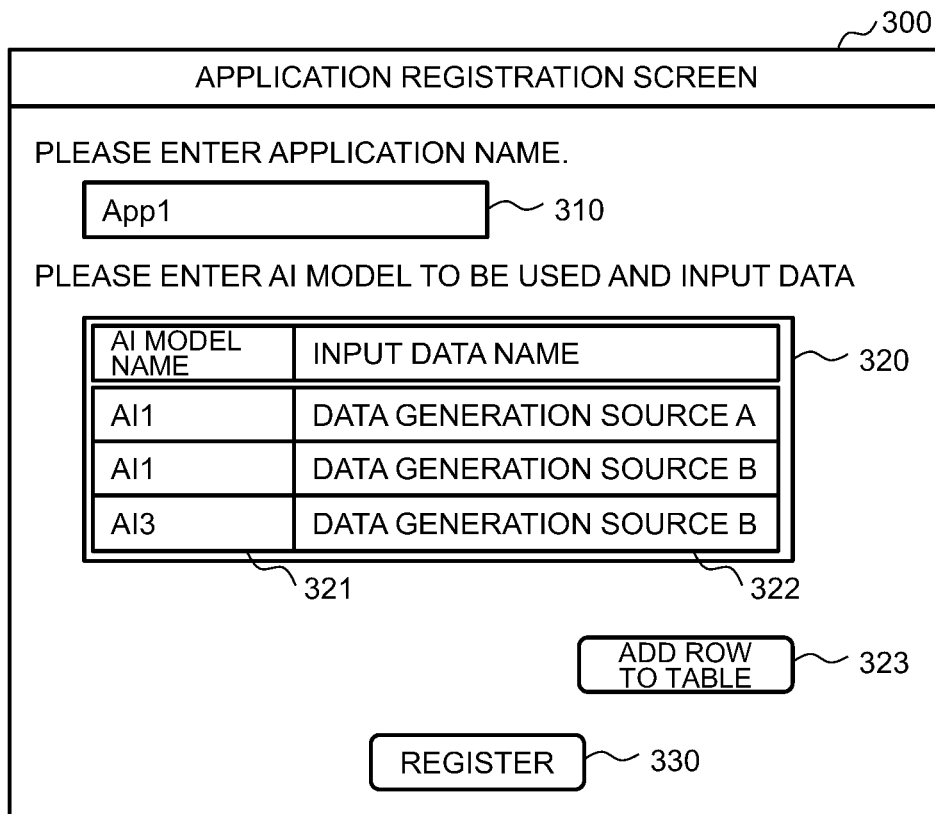 300
APPLICATION REGISTRATION SCREEN
PLEASE ENTER APPLICATION NAME.
App1
310
PLEASE ENTER AI MODEL TO BE USED AND INPUT DATA
AI MODEL
NAME
INPUT DATA NAME
320
AI1
DATA GENERATION SOURCE A
AI1
DATA GENERATION SOURCE B
AI3
DATA GENERATION SOURCE B
321
322
ADD ROW
TO TABLE
323
REGISTER
330